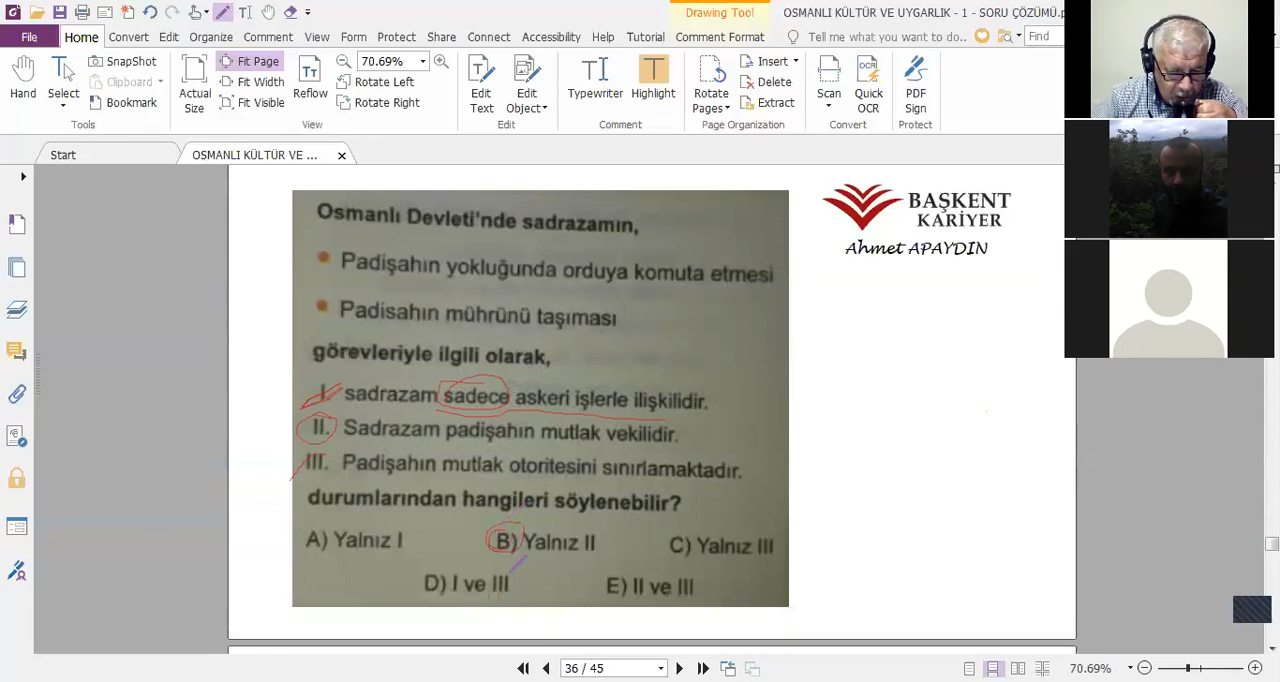 Drawing Tool
OSMANLI KÜLTÜR VE UYGARLIK - 1 - SORU ÇÖZÜMÜ.p
File Home Convert Edit Organize Comment View Form Protect Share Connect Accessibility Help Tutorial Comment Format Tell me what you want to do.. Find
SnapShot
Clipboard
Bookmark
Hand Select
Actual Size
Fit Page
Fit Width
Fit Visible
Reflow
70.69%
Rotate Left
Rotate Right
Edit Text
Edit Object
Typewriter
Highlight
Rotate Pages
Insert
Delete
Extract
Scan
Quick OCR
PDF Sign
Tools View Edit Comment Page Organization Convert Protect
Start
OSMANLI KÜLTÜR VE ...
BAŞKENT
KARİYER
Ahmet APAYDIN
Osmanlı Devleti'nde sadrazamın,
Padişahın yokluğunda orduya komuta etmesi
Padisahın mührünü taşıması
görevleriyle ilgili olarak,
I sadrazam sadece askeri işlerle ilişkilidir.
II. Sadrazam padişahın mutlak vekilidir.
III. Padişahın mutlak otoritesini sınırlamaktadır.
durumlarından hangileri söylenebilir?
A) Yalnız I B) Yalnız II C) Yalnız III
D) I ve III E) II ve III
36 / 45
70.69%